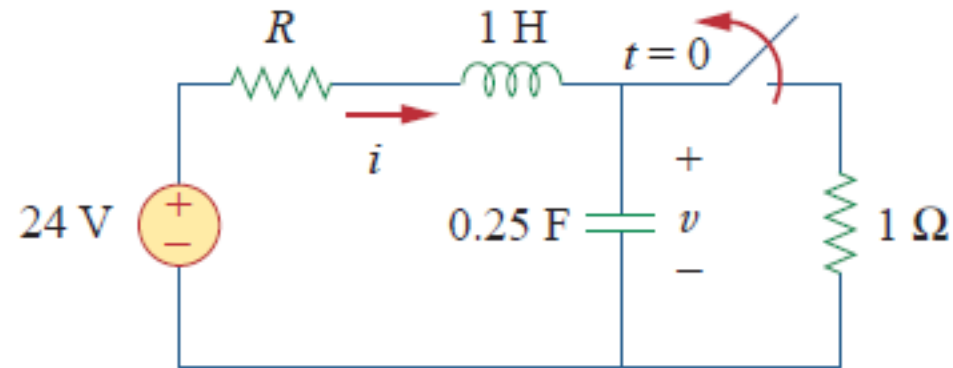 R
1 H
t = 0
i
24 V
+
−
0.25 F
+
v
−
1 Ω